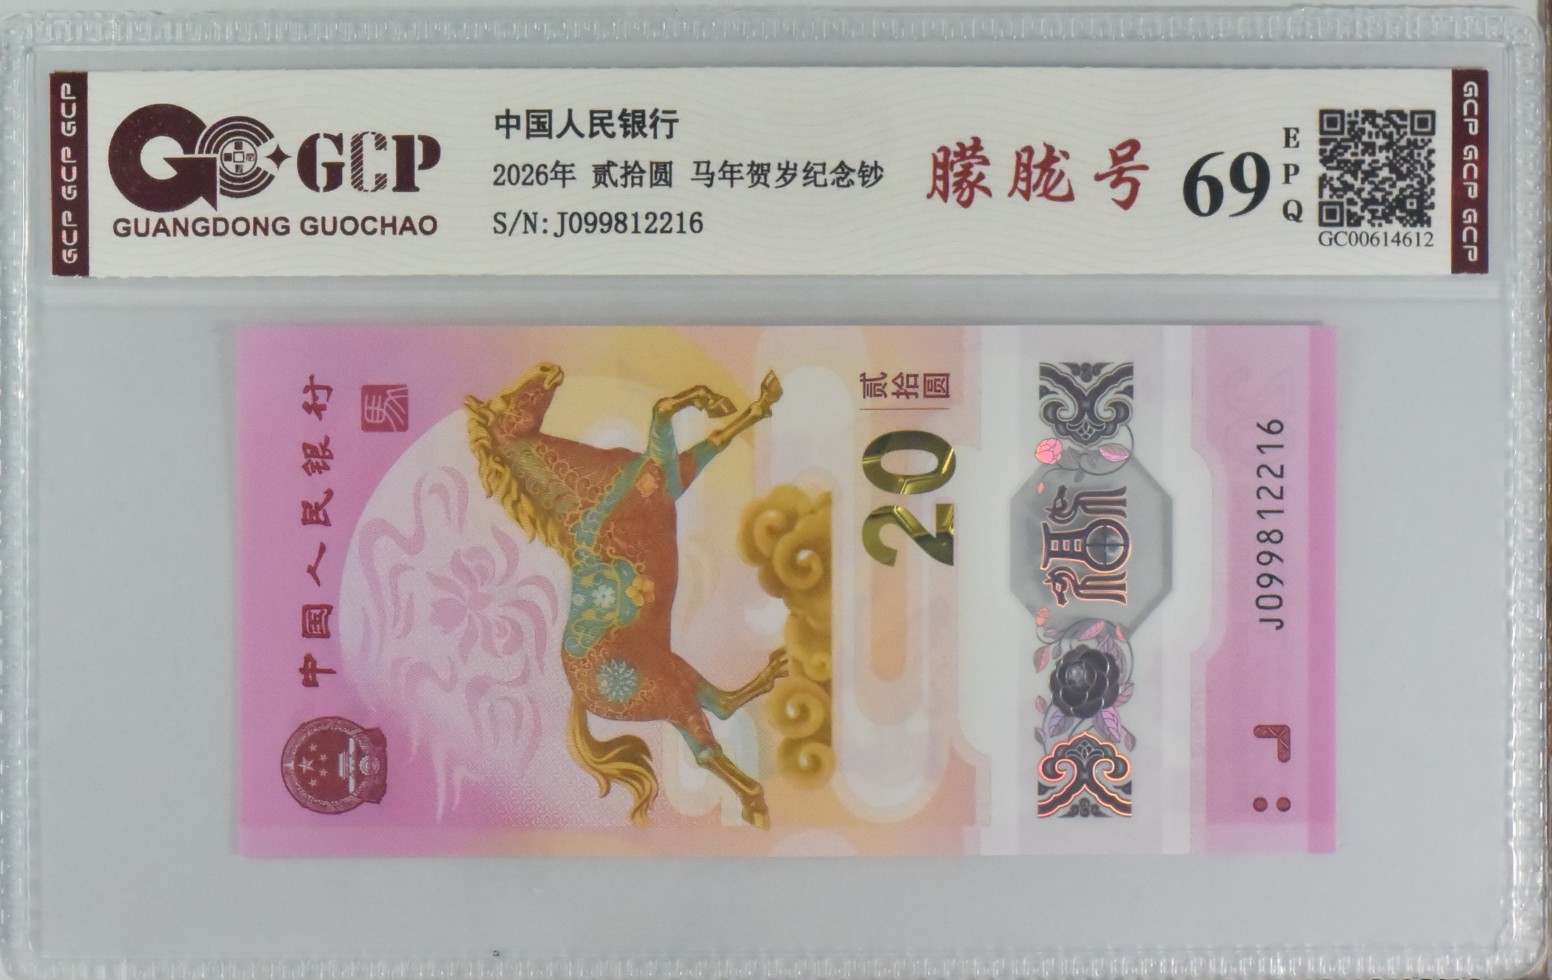 GCP GCP GCP
GCP
GUANGDONG GUOCHAO
中国人民银行
2026年 贰拾圆 马年贺岁纪念钞
S/N:J099812216
朦胧号
69
EPQ
GC00614612
GCP GCP GCP
中国人民银行
贰拾圆
20
福
J099812216